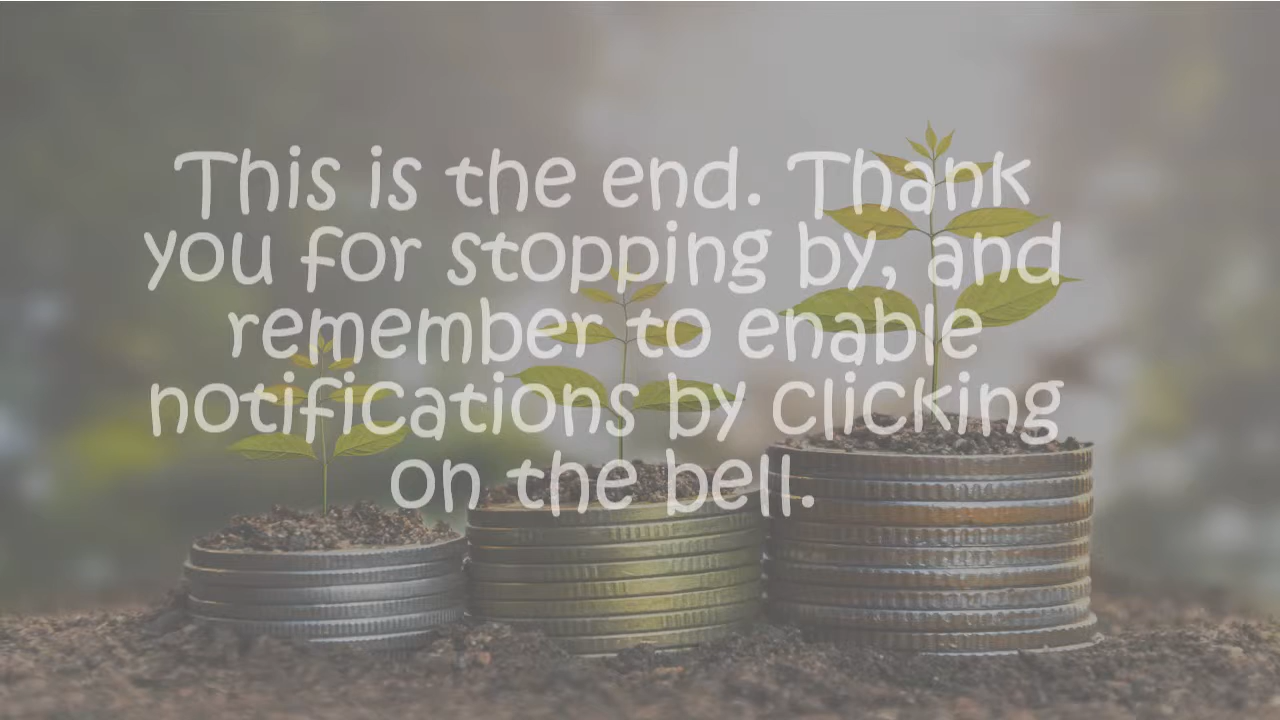 This is the end. Thank
you for stopping by, and
remember to enable
notifications by clicking
on the bell.